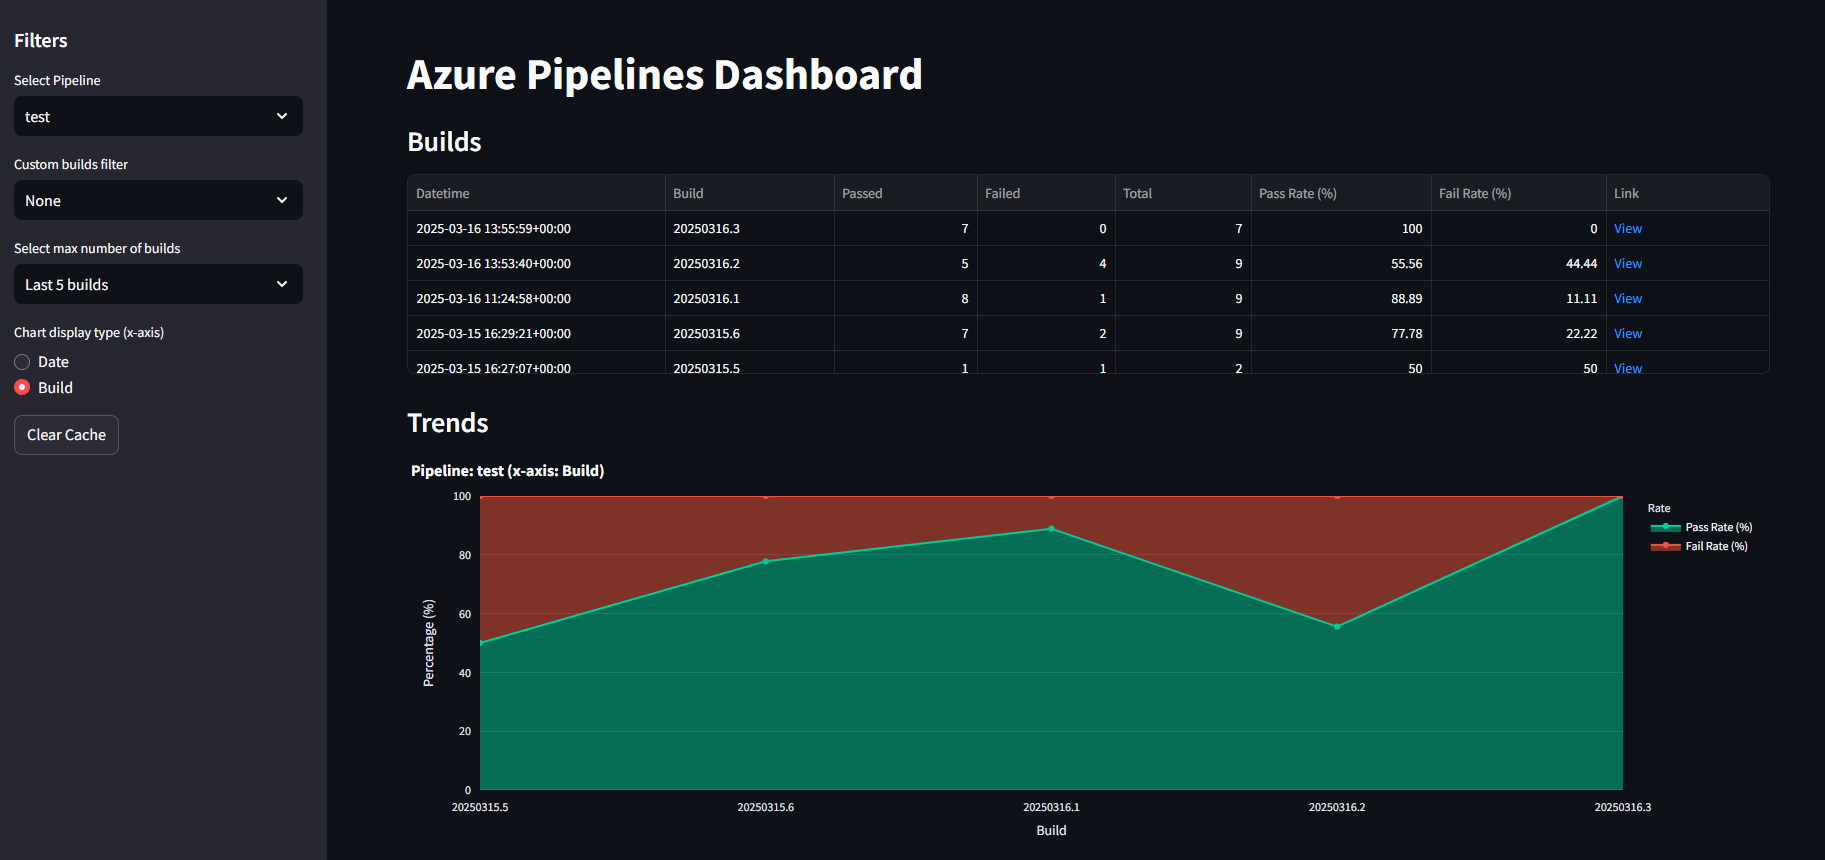 Filters
Select Pipeline
test
Custom builds filter
None
Select max number of builds
Last 5 builds
Chart display type (x-axis)
Date
Build
Clear Cache
Azure Pipelines Dashboard
Builds
Datetime Build Passed Failed Total Pass Rate (%) Fail Rate (%) Link
2025-03-16 13:55:59+00:00 20250316.3 7 0 7 100 0 View
2025-03-16 13:53:40+00:00 20250316.2 5 4 9 55.56 44.44 View
2025-03-16 11:24:58+00:00 20250316.1 8 1 9 88.89 11.11 View
2025-03-15 16:29:21+00:00 20250315.6 7 2 9 77.78 22.22 View
2025-03-15 16:27:07+00:00 20250315.5 1 1 2 50 50 View
Trends
Pipeline: test (x-axis: Build)
100
80
60
40
20
0
Percentage (%)
20250315.5 20250315.6 20250316.1 20250316.2 20250316.3
Build
Rate
Pass Rate (%)
Fail Rate (%)